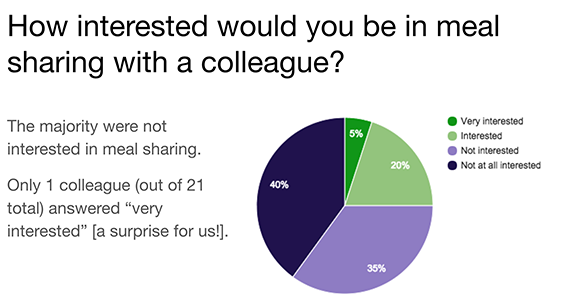 How interested would you be in meal
sharing with a colleague?
The majority were not
interested in meal sharing.
Only 1 colleague (out of 21
total) answered “very
interested” [a surprise for us!].
5%
20%
35%
40%
Very interested
Interested
Not interested
Not at all interested